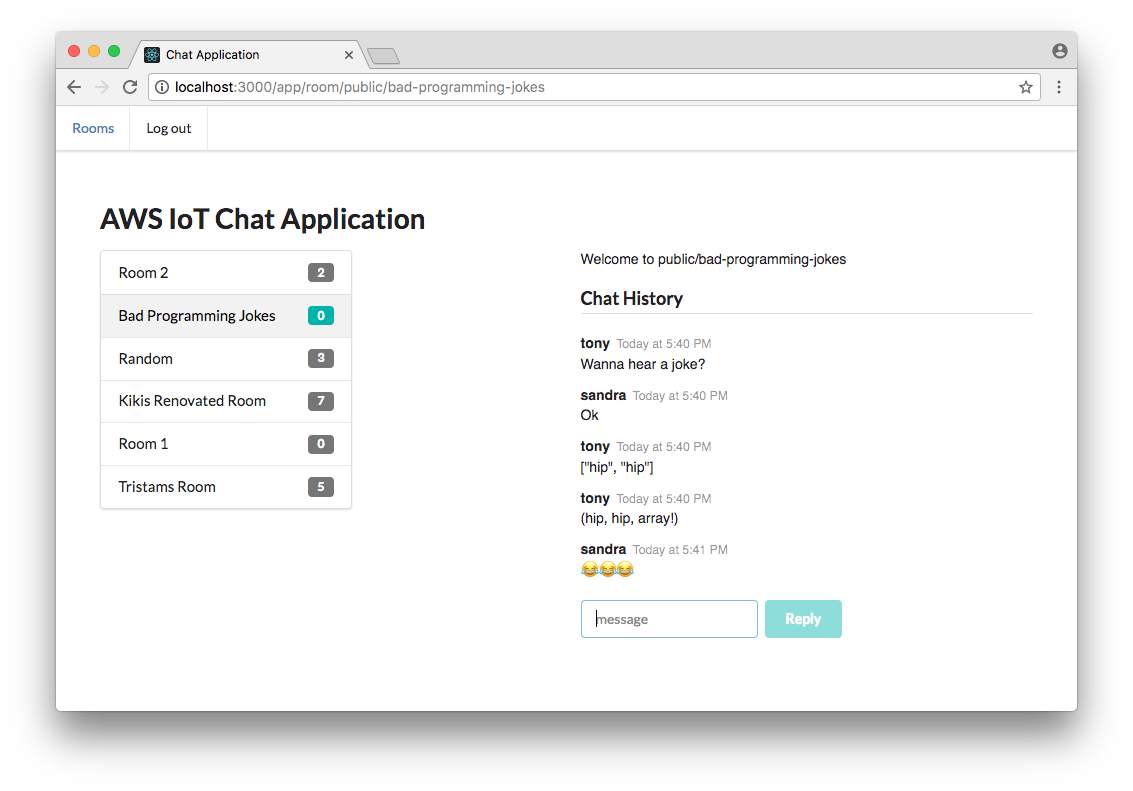 Chat Application
localhost:3000/app/room/public/bad-programming-jokes
Rooms
Log out
AWS IoT Chat Application
Room 2 2
Bad Programming Jokes 0
Random 3
Kikis Renovated Room 7
Room 1 0
Tristams Room 5
Welcome to public/bad-programming-jokes
Chat History
tony Today at 5:40 PM
Wanna hear a joke?
sandra Today at 5:40 PM
Ok
tony Today at 5:40 PM
["hip", "hip"]
tony Today at 5:40 PM
(hip, hip, array!)
sandra Today at 5:41 PM
😂😂😂
message
Reply